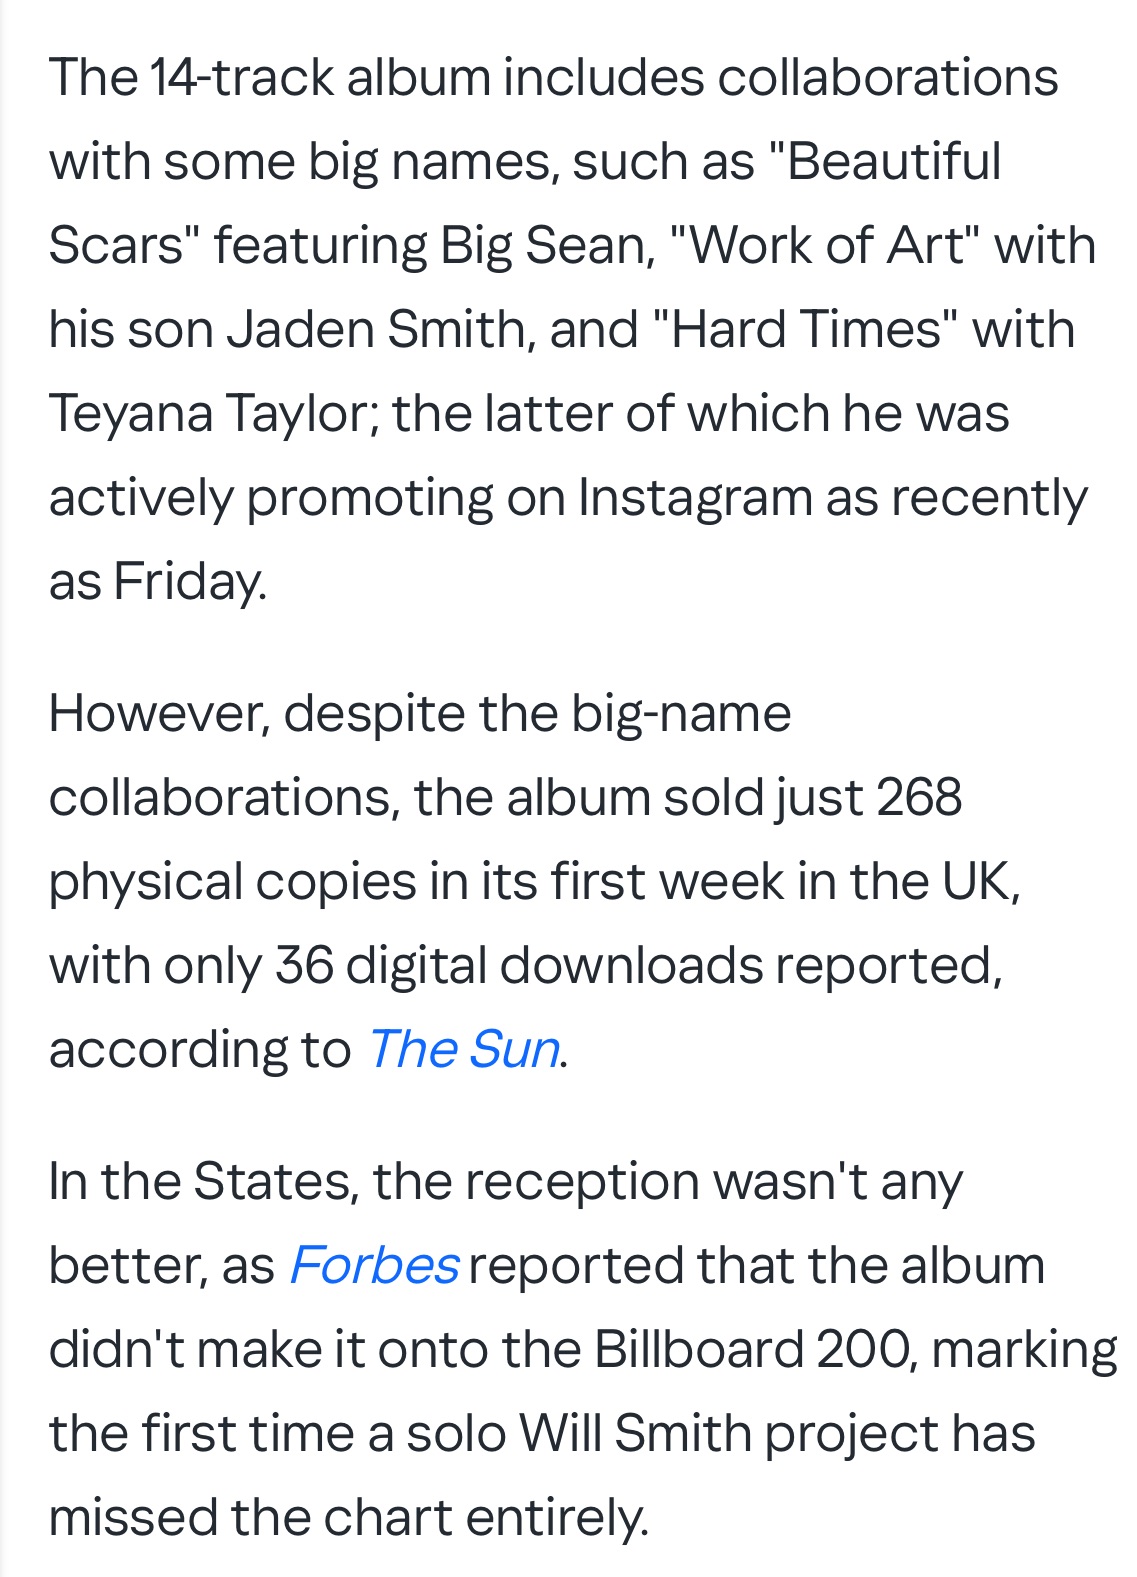 The 14-track album includes collaborations
with some big names, such as "Beautiful
Scars" featuring Big Sean, "Work of Art" with
his son Jaden Smith, and "Hard Times" with
Teyana Taylor; the latter of which he was
actively promoting on Instagram as recently
as Friday.
However, despite the big-name
collaborations, the album sold just 268
physical copies in its first week in the UK,
with only 36 digital downloads reported,
according to The Sun.
In the States, the reception wasn't any
better, as Forbes reported that the album
didn't make it onto the Billboard 200, marking
the first time a solo Will Smith project has
missed the chart entirely.